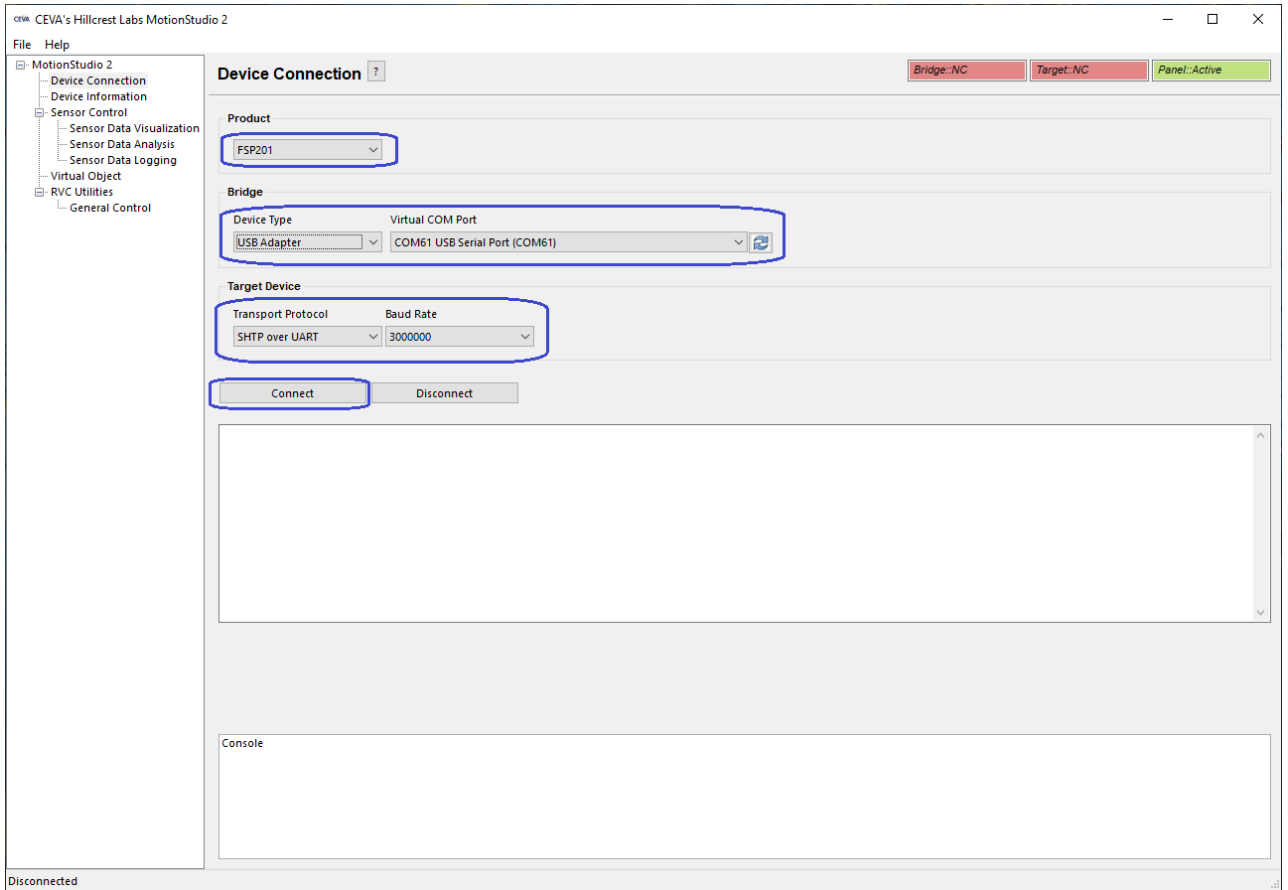 CEVA CEVA's Hillcrest Labs MotionStudio 2
File Help
MotionStudio 2
Device Connection
Device Information
Sensor Control
Sensor Data Visualization
Sensor Data Analysis
Sensor Data Logging
Virtual Object
RVC Utilities
General Control
Device Connection ?
Bridge::NC Target::NC Panel::Active
Product
FSP201
Bridge
Device Type Virtual COM Port
USB Adapter COM61 USB Serial Port (COM61)
Target Device
Transport Protocol Baud Rate
SHTP over UART 3000000
Connect Disconnect
Console
Disconnected